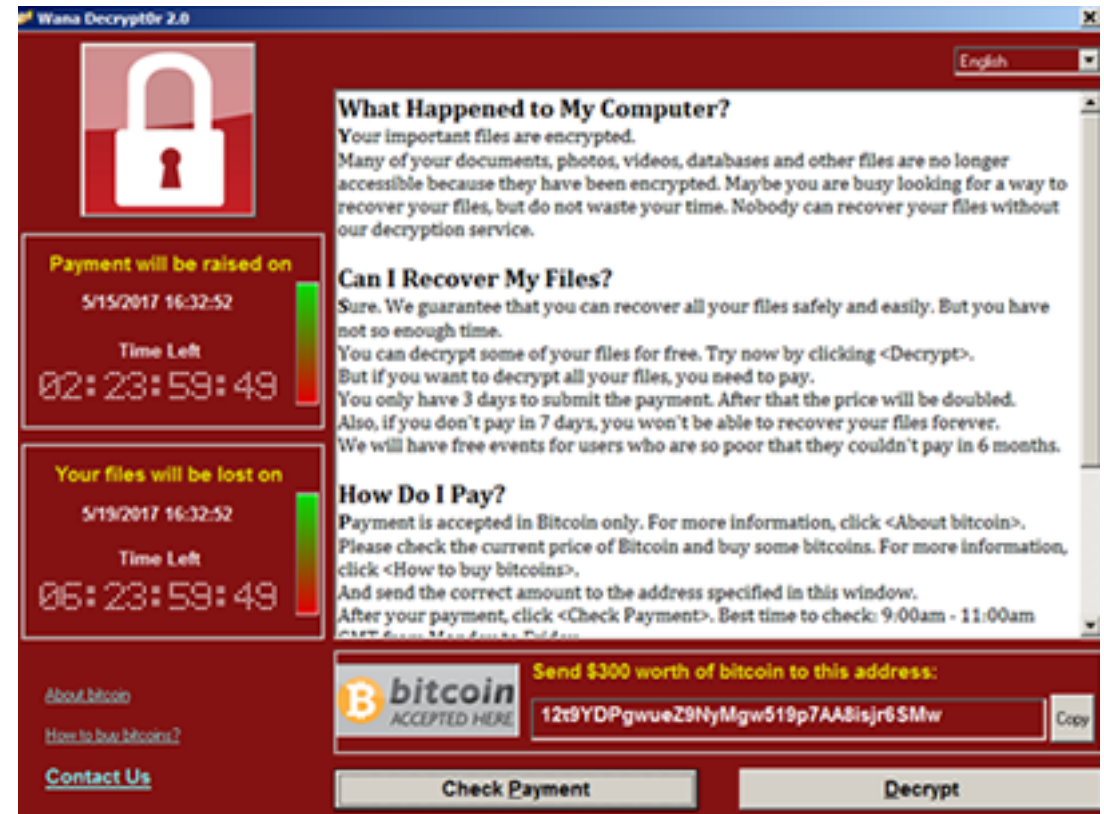 Wana Decrypt0r 2.0
English
What Happened to My Computer?
Your important files are encrypted.
Many of your documents, photos, videos, databases and other files are no longer
accessible because they have been encrypted. Maybe you are busy looking for a way to
recover your files, but do not waste your time. Nobody can recover your files without
our decryption service.
Can I Recover My Files?
Sure. We guarantee that you can recover all your files safely and easily. But you have
not so enough time.
You can decrypt some of your files for free. Try now by clicking <Decrypt>.
But if you want to decrypt all your files, you need to pay.
You only have 3 days to submit the payment. After that the price will be doubled.
Also, if you don`t pay in 7 days, you won`t be able to recover your files forever.
We will have free events for users who are so poor that they couldn`t pay in 6 months.
How Do I Pay?
Payment is accepted in Bitcoin only. For more information, click <About bitcoin>.
Please check the current price of Bitcoin and buy some bitcoins. For more information,
click <How to buy bitcoins>.
And send the correct amount to the address specified in this window.
After your payment, click <Check Payment>. Best time to check: 9:00am - 11:00am
GMT from Monday to Friday
Payment will be raised on
5/15/2017 16:32:52
Time Left
02:23:59:49
Your files will be lost on
5/19/2017 16:32:52
Time Left
06:23:59:49
About bitcoin
How to buy bitcoins?
Contact Us
bitcoin
ACCEPTED HERE
Send $300 worth of bitcoin to this address:
12t9YDPgwueZ9NyMgw519p7AA8isjr6SMw
Copy
Check Payment
Decrypt